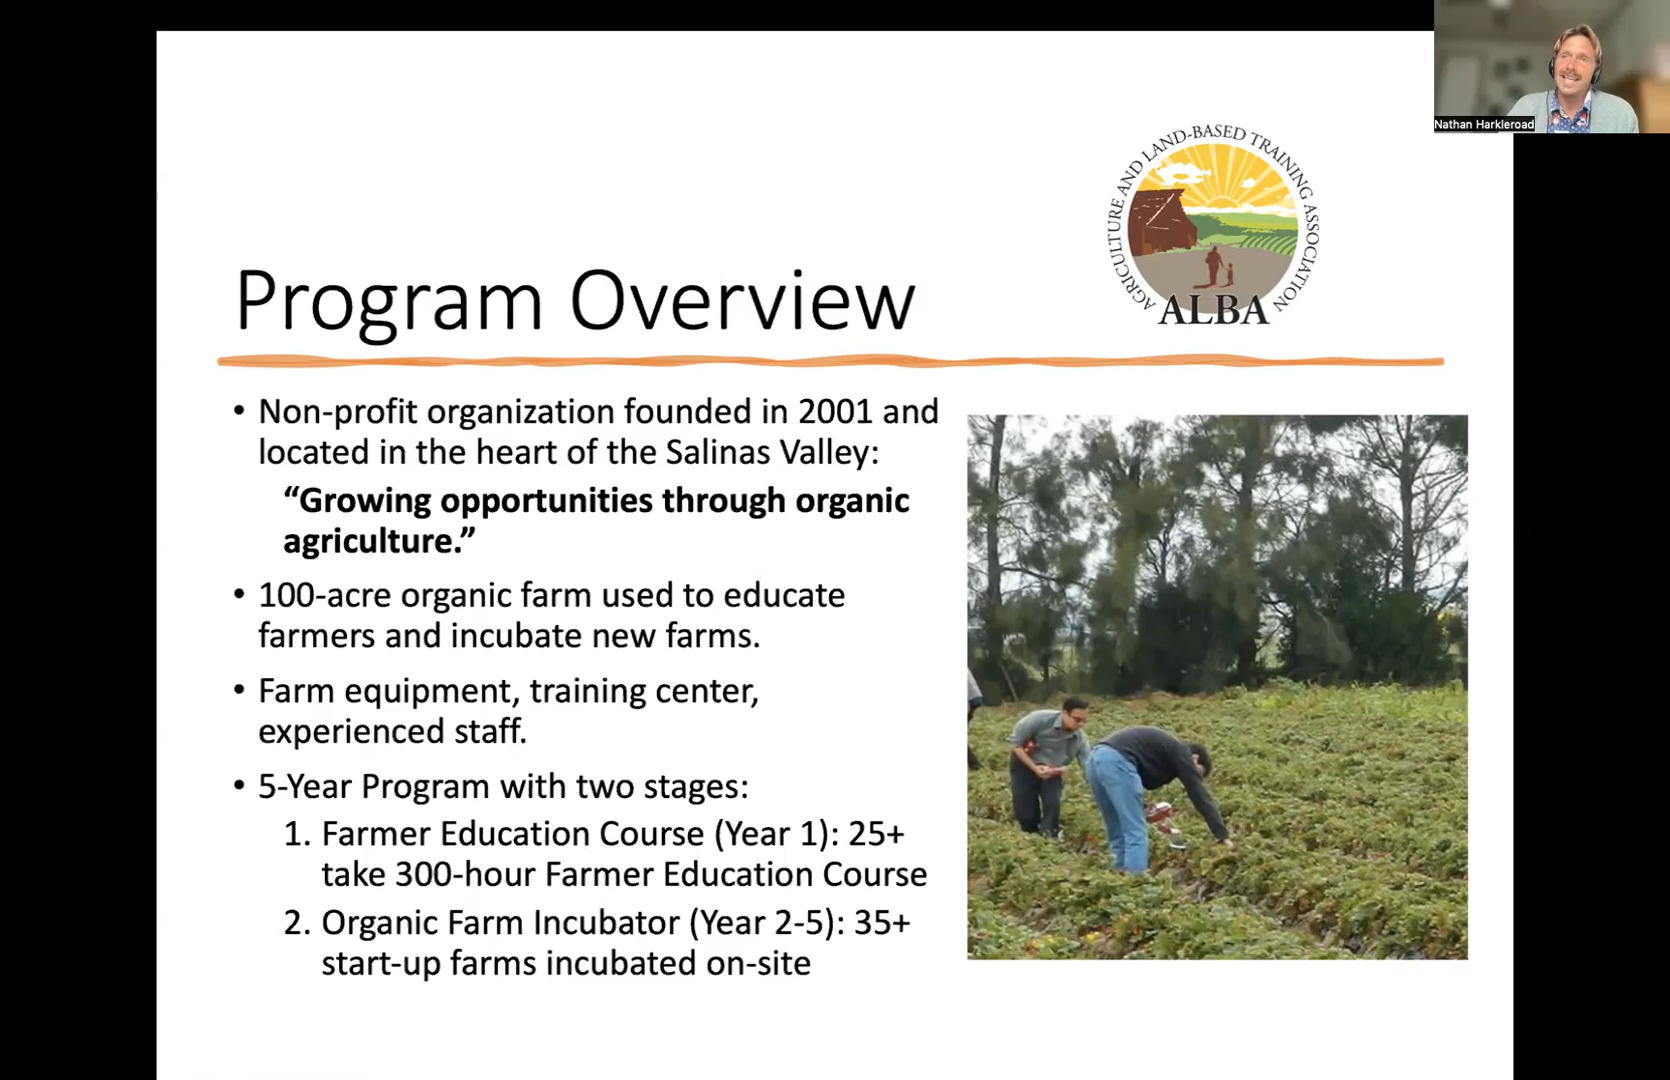 Nathan Harkleroad
AGRICULTURE AND LAND-BASED TRAINING ASSOCIATION
ALBA
Program Overview
• Non-profit organization founded in 2001 and
located in the heart of the Salinas Valley:
“Growing opportunities through organic
agriculture.”
• 100-acre organic farm used to educate
farmers and incubate new farms.
• Farm equipment, training center,
experienced staff.
• 5-Year Program with two stages:
1. Farmer Education Course (Year 1): 25+
take 300-hour Farmer Education Course
2. Organic Farm Incubator (Year 2-5): 35+
start-up farms incubated on-site